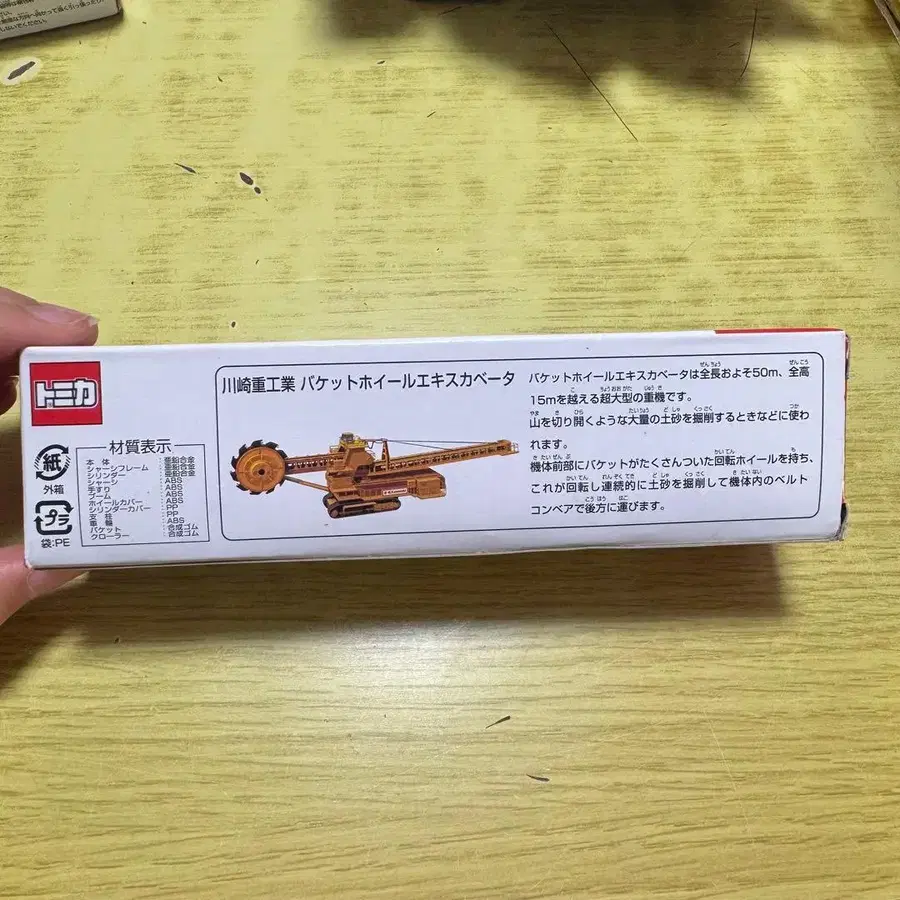 トミカ
紙
外箱
プラ
袋:PE
材質表示
本体 : 亜鉛合金
シャーシフレーム : 亜鉛合金
シリンダー : 亜鉛合金
シャーシ : ABS
手すり : ABS
ブーム : ABS
ホイールカバー : ABS
シリンダーカバー : PP
支柱 : PP
車輪 : ABS
バケット : 合成ゴム
クローラー : 合成ゴム
川崎重工業 バケットホイールエキスカベータ
バケットホイールエキスカベータは全長およそ50m、全高
15mを越える超大型の重機です。
山を切り開くような大量の土砂を掘削するときなどに使わ
れます。
機体前部にバケットがたくさんついた回転ホイールを持ち、
これが回転し連続的に土砂を掘削して機体内のベルト
コンベアで後方に運びます。